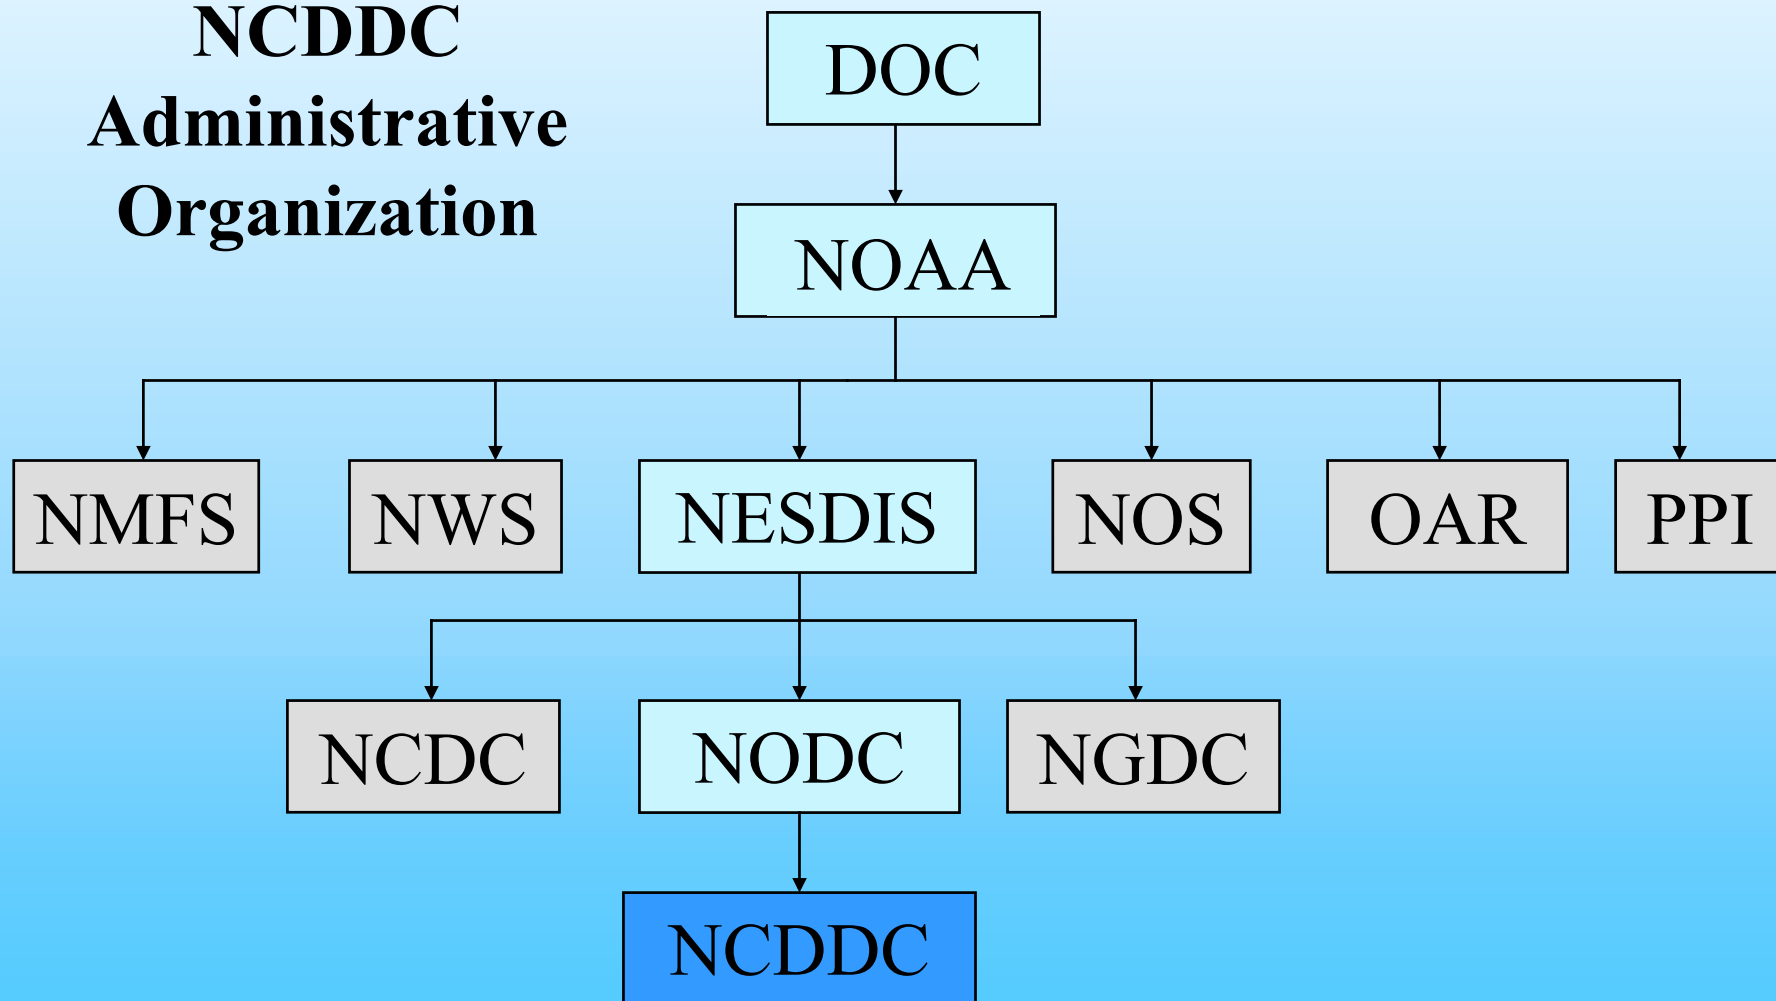 NCDDC
Administrative
Organization
DOC
NOAA
NMFS
NWS
NESDIS
NOS
OAR
PPI
NCDC
NODC
NGDC
NCDDC